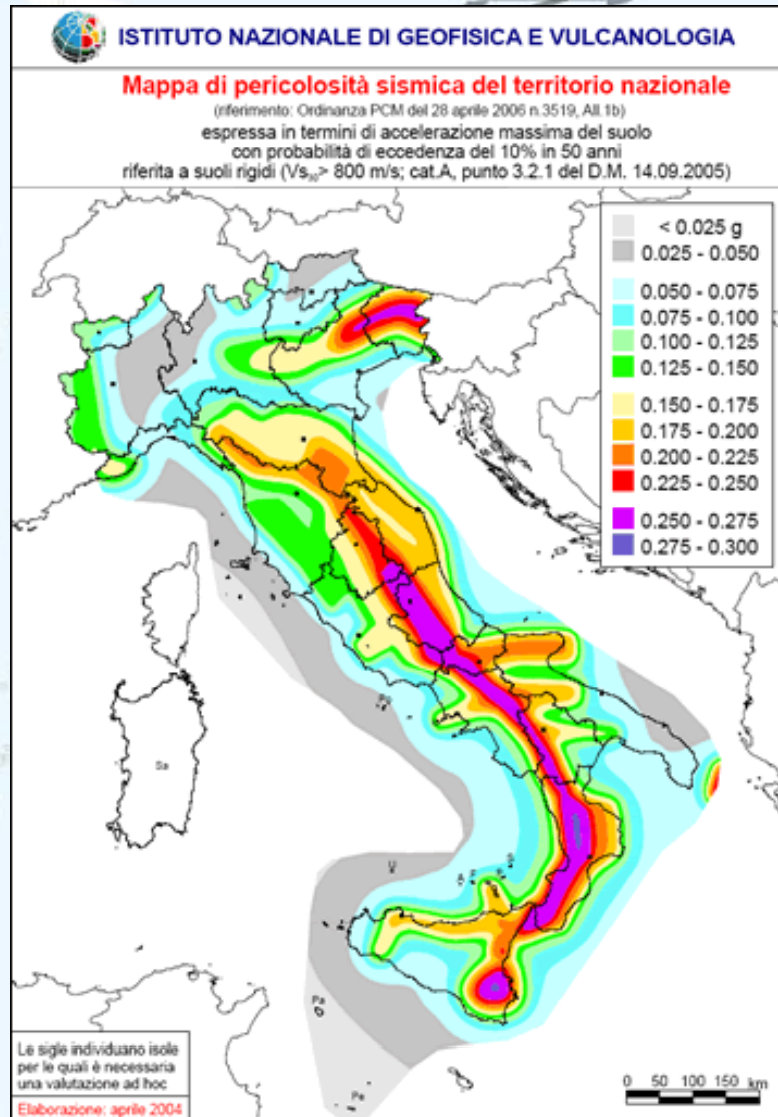 ISTITUTO NAZIONALE DI GEOFISICA E VULCANOLOGIA
Mappa di pericolosità sismica del territorio nazionale
(riferimento: Ordinanza PCM del 28 aprile 2006 n.3519, All.1b)
espressa in termini di accelerazione massima del suolo
con probabilità di eccedenza del 10% in 50 anni
riferita a suoli rigidi (Vs₃₀> 800 m/s; cat.A, punto 3.2.1 del D.M. 14.09.2005)
< 0.025 g
0.025 - 0.050
0.050 - 0.075
0.075 - 0.100
0.100 - 0.125
0.125 - 0.150
0.150 - 0.175
0.175 - 0.200
0.200 - 0.225
0.225 - 0.250
0.250 - 0.275
0.275 - 0.300
Sa
U
A
Pa
Pe
Le sigle individuano isole
per le quali è necessaria
una valutazione ad hoc
Elaborazione: aprile 2004
0 50 100 150 km